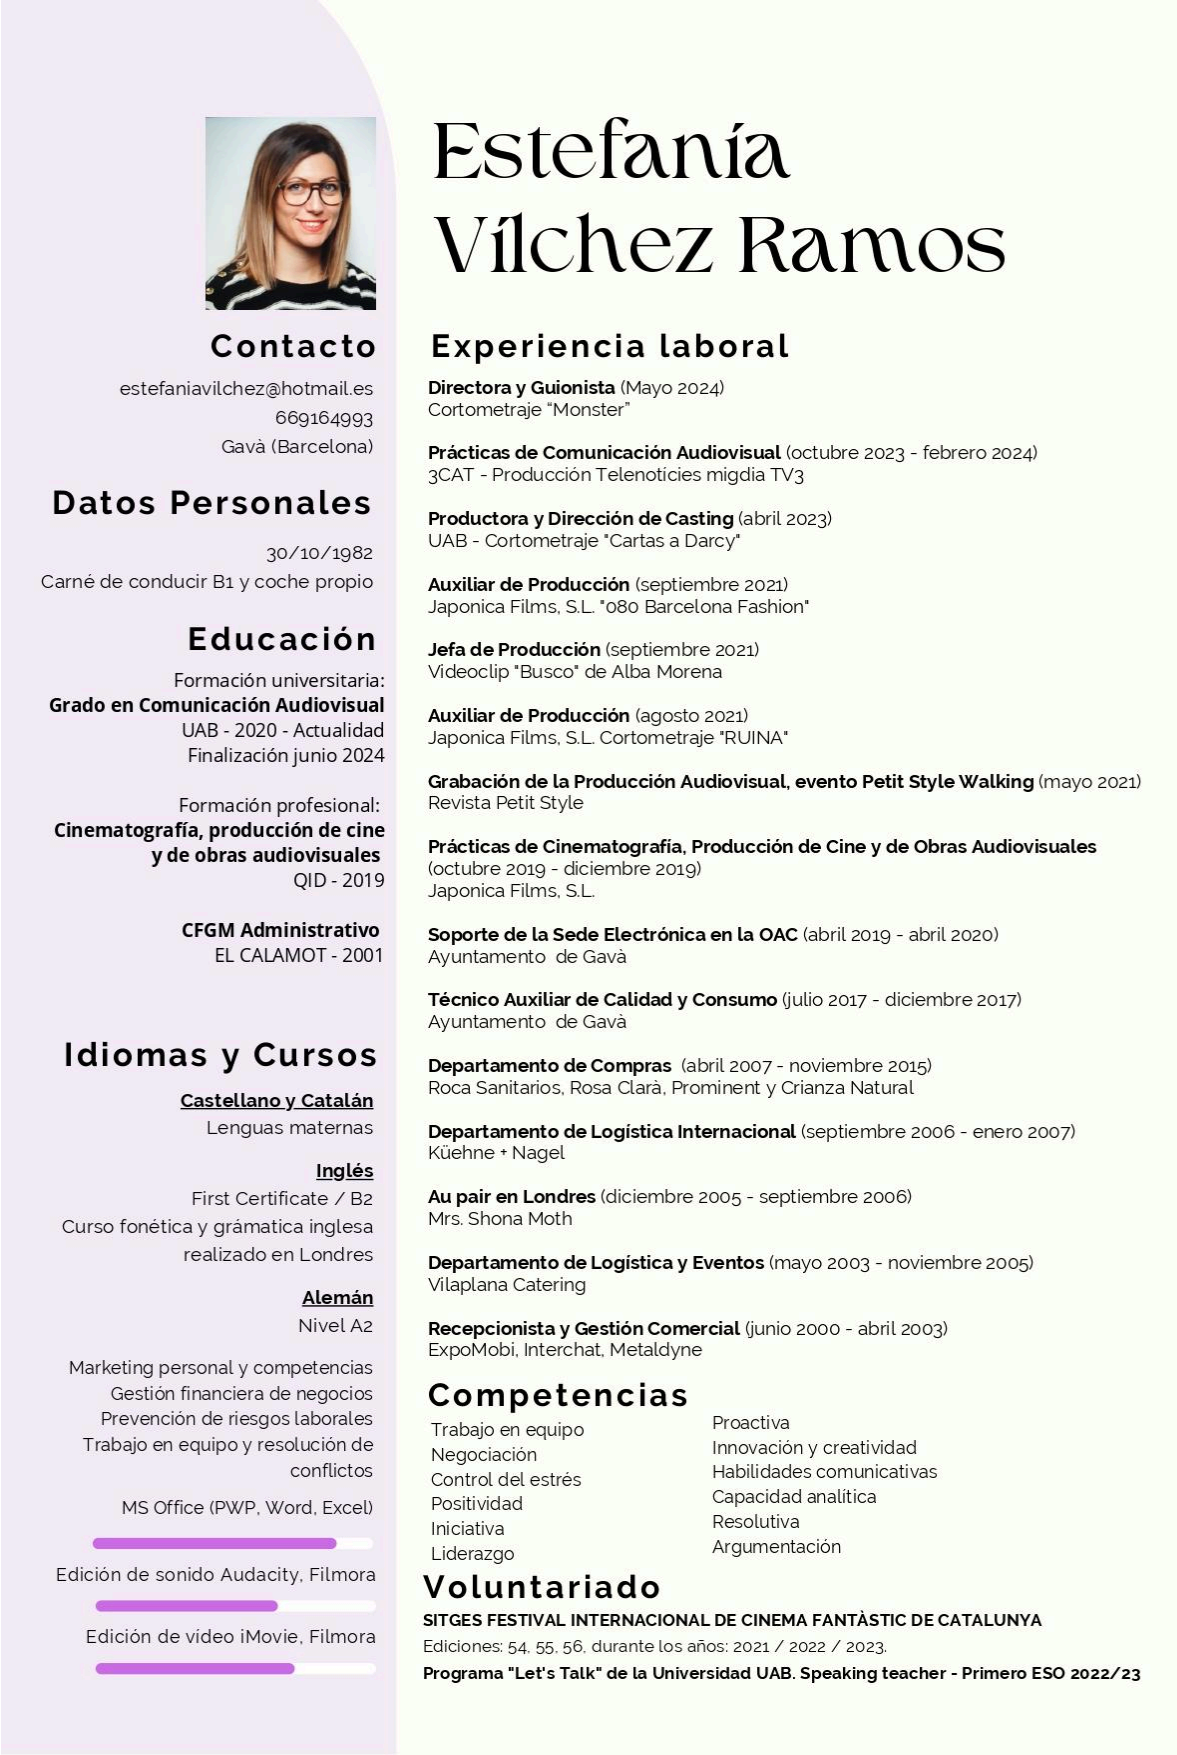 Estefanía
Vílchez Ramos
Contacto
estefaniavilchez@hotmail.es
669164993
Gavà (Barcelona)
Datos Personales
30/10/1982
Carné de conducir B1 y coche propio
Educación
Formación universitaria:
Grado en Comunicación Audiovisual
UAB - 2020 - Actualidad
Finalización junio 2024
Formación profesional:
Cinematografía, producción de cine
y de obras audiovisuales
QID - 2019
CFGM Administrativo
EL CALAMOT - 2001
Idiomas y Cursos
Castellano y Catalán
Lenguas maternas
Inglés
First Certificate / B2
Curso fonética y grámatica inglesa
realizado en Londres
Alemán
Nivel A2
Marketing personal y competencias
Gestión financiera de negocios
Prevención de riesgos laborales
Trabajo en equipo y resolución de
conflictos
MS Office (PWP, Word, Excel)
Edición de sonido Audacity, Filmora
Edición de vídeo iMovie, Filmora
Experiencia laboral
Directora y Guionista (Mayo 2024)
Cortometraje “Monster”
Prácticas de Comunicación Audiovisual (octubre 2023 - febrero 2024)
3CAT - Producción Telenotícies migdia TV3
Productora y Dirección de Casting (abril 2023)
UAB - Cortometraje "Cartas a Darcy"
Auxiliar de Producción (septiembre 2021)
Japonica Films, S.L. "080 Barcelona Fashion"
Jefa de Producción (septiembre 2021)
Videoclip "Busco" de Alba Morena
Auxiliar de Producción (agosto 2021)
Japonica Films, S.L. Cortometraje "RUINA"
Grabación de la Producción Audiovisual, evento Petit Style Walking (mayo 2021)
Revista Petit Style
Prácticas de Cinematografía, Producción de Cine y de Obras Audiovisuales
(octubre 2019 - diciembre 2019)
Japonica Films, S.L.
Soporte de la Sede Electrónica en la OAC (abril 2019 - abril 2020)
Ayuntamento  de Gavà
Técnico Auxiliar de Calidad y Consumo (julio 2017 - diciembre 2017)
Ayuntamento  de Gavà
Departamento de Compras  (abril 2007 - noviembre 2015)
Roca Sanitarios, Rosa Clarà, Prominent y Crianza Natural
Departamento de Logística Internacional (septiembre 2006 - enero 2007)
Küehne + Nagel
Au pair en Londres (diciembre 2005 - septiembre 2006)
Mrs. Shona Moth
Departamento de Logística y Eventos (mayo 2003 - noviembre 2005)
Vilaplana Catering
Recepcionista y Gestión Comercial (junio 2000 - abril 2003)
ExpoMobi, Interchat, Metaldyne
Competencias
Trabajo en equipo
Negociación
Control del estrés
Positividad
Iniciativa
Liderazgo
Proactiva
Innovación y creatividad
Habilidades comunicativas
Capacidad analítica
Resolutiva
Argumentación
Voluntariado
SITGES FESTIVAL INTERNACIONAL DE CINEMA FANTÀSTIC DE CATALUNYA
Ediciones: 54, 55, 56, durante los años: 2021 / 2022 / 2023.
Programa "Let's Talk" de la Universidad UAB. Speaking teacher - Primero ESO 2022/23